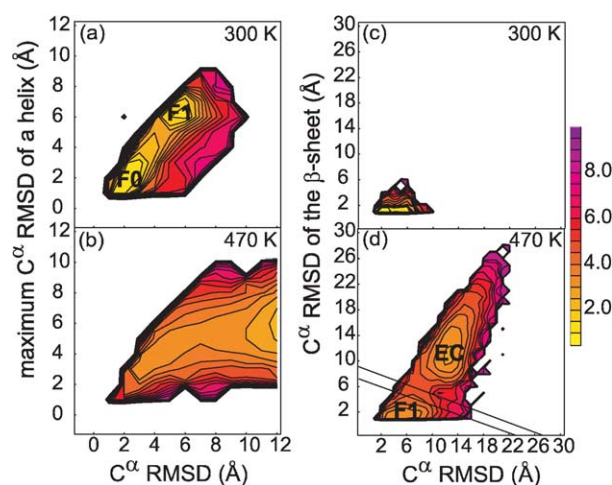 (a) 300 K
maximum Cα RMSD of a helix (Å)
12
10
8
6
4
2
0
F1
F0
(b) 470 K
12
10
8
6
4
2
0
0 2 4 6 8 10 12
Cα RMSD (Å)
(c) 300 K
Cα RMSD of the β-sheet (Å)
30
26
22
18
14
10
6
2
(d) 470 K
30
26
22
18
14
10
6
2
EC
F1
2 6 10 14 18 22 26 30
Cα RMSD (Å)
8.0
6.0
4.0
2.0